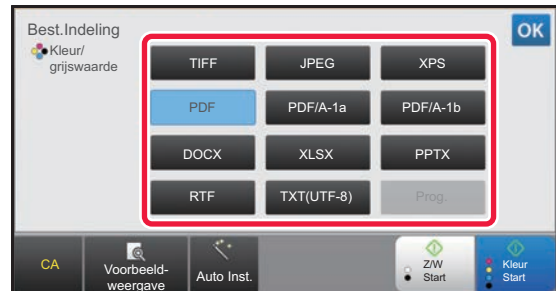 Best.Indeling
OK
Kleur/
grijswaarde
TIFF
JPEG
XPS
PDF
PDF/A-1a
PDF/A-1b
DOCX
XLSX
PPTX
RTF
TXT(UTF-8)
Prog.
CA
Voorbeeld-
weergave
Auto Inst.
Z/W
Start
Kleur
Start